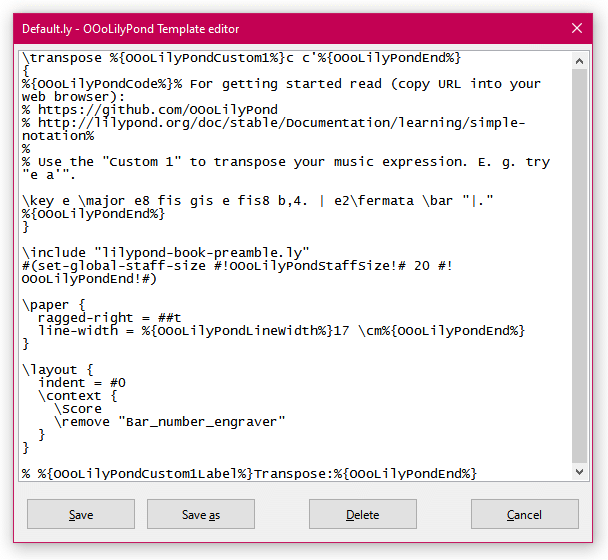 Default.ly - OOoLilyPond Template editor
\transpose %{OOoLilyPondCustom1%}c c'%{OOoLilyPondEnd%}
{
%{OOoLilyPondCode%}% For getting started read (copy URL into your
web browser):
% https://github.com/OOoLilyPond
% http://lilypond.org/doc/stable/Documentation/learning/simple-
notation%
%
% Use the "Custom 1" to transpose your music expression. E. g. try
"e a'".
\key e \major e8 fis gis e fis8 b,4. | e2\fermata \bar "|."
%{OOoLilyPondEnd%}
}
\include "lilypond-book-preamble.ly"
#(set-global-staff-size #!OOoLilyPondStaffSize!# 20 #!
OOoLilyPondEnd!#)
\paper {
  ragged-right = ##t
  line-width = %{OOoLilyPondLineWidth%}17 \cm%{OOoLilyPondEnd%}
}
\layout {
  indent = #0
  \context {
    \Score
    \remove "Bar_number_engraver"
  }
}
% %{OOoLilyPondCustom1Label%}Transpose:%{OOoLilyPondEnd%}
Save Save as Delete Cancel